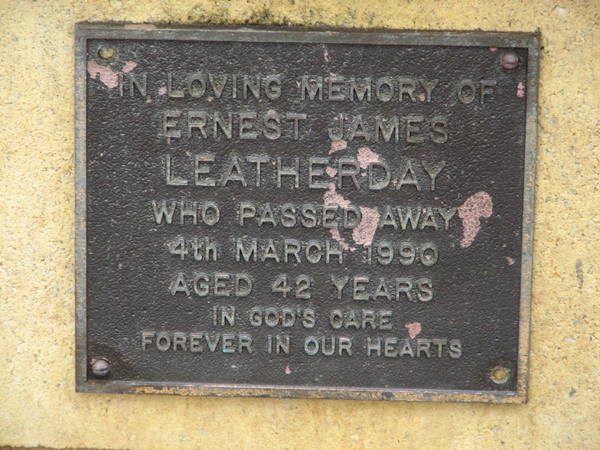 IN LOVING MEMORY OF
ERNEST JAMES
LEATHERDAY
WHO PASSED AWAY
4th MARCH 1990
AGED 42 YEARS
IN GOD'S CARE
FOREVER IN OUR HEARTS